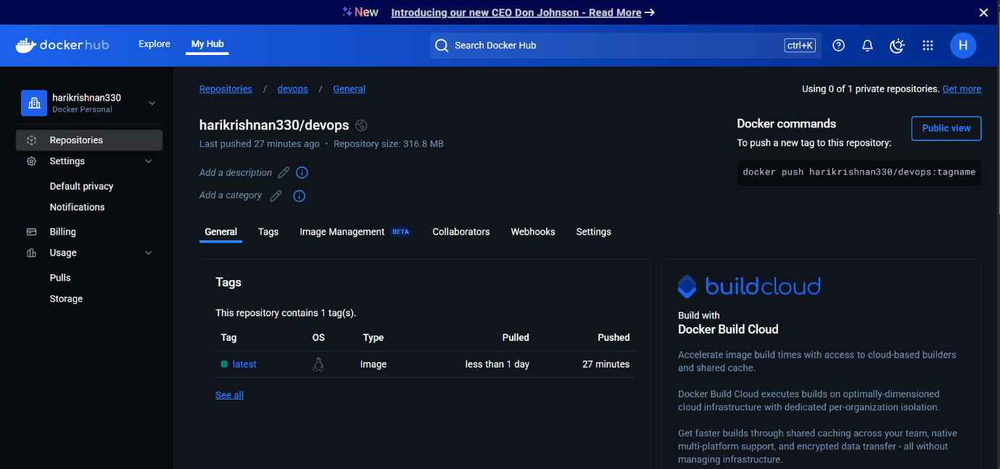 New Introducing our new CEO Don Johnson - Read More →
dockerhub Explore My Hub Search Docker Hub ctrl+K H
harikrishnan330
Docker Personal
Repositories
Settings
Default privacy
Notifications
Billing
Usage
Pulls
Storage
Repositories / devops / General
Using 0 of 1 private repositories. Get more
harikrishnan330/devops
Last pushed 27 minutes ago • Repository size: 316.8 MB
Add a description
Add a category
Docker commands
Public view
To push a new tag to this repository:
docker push harikrishnan330/devops:tagname
General Tags Image Management BETA Collaborators Webhooks Settings
Tags
This repository contains 1 tag(s).
Tag OS Type Pulled Pushed
latest Image less than 1 day 27 minutes
See all
buildcloud
Build with
Docker Build Cloud
Accelerate image build times with access to cloud-based builders
and shared cache.
Docker Build Cloud executes builds on optimally-dimensioned
cloud infrastructure with dedicated per-organization isolation.
Get faster builds through shared caching across your team, native
multi-platform support, and encrypted data transfer - all without
managing infrastructure.